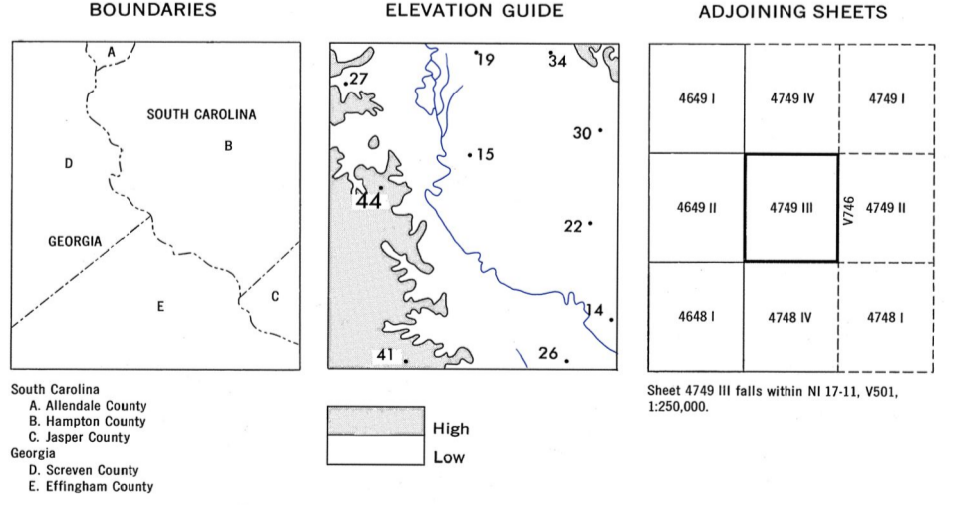 BOUNDARIES
A
SOUTH CAROLINA
B
D
GEORGIA
E
C
South Carolina
A. Allendale County
B. Hampton County
C. Jasper County
Georgia
D. Screven County
E. Effingham County
ELEVATION GUIDE
19
34
27
30
15
44
22
14
41
26
High
Low
ADJOINING SHEETS
4649 I
4749 IV
4749 I
4649 II
4749 III
V746
4749 II
4648 I
4748 IV
4748 I
Sheet 4749 III falls within NI 17-11, V501,
1:250,000.